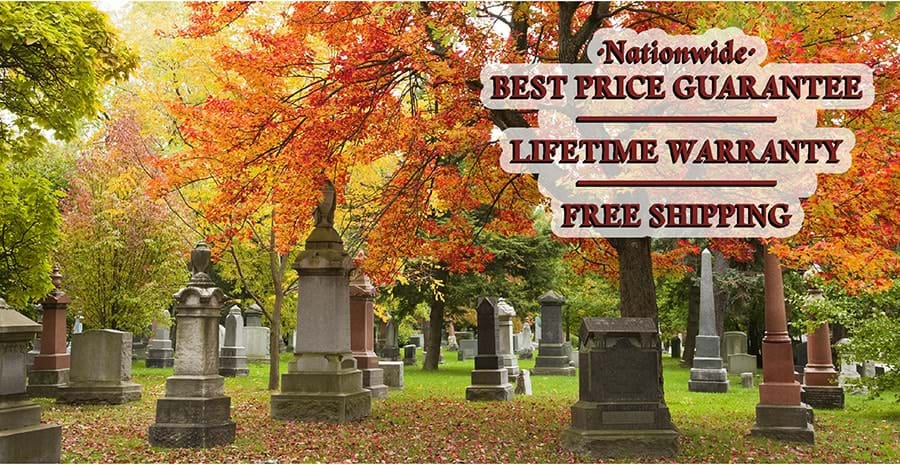 ·Nationwide·
BEST PRICE GUARANTEE
LIFETIME WARRANTY
FREE SHIPPING